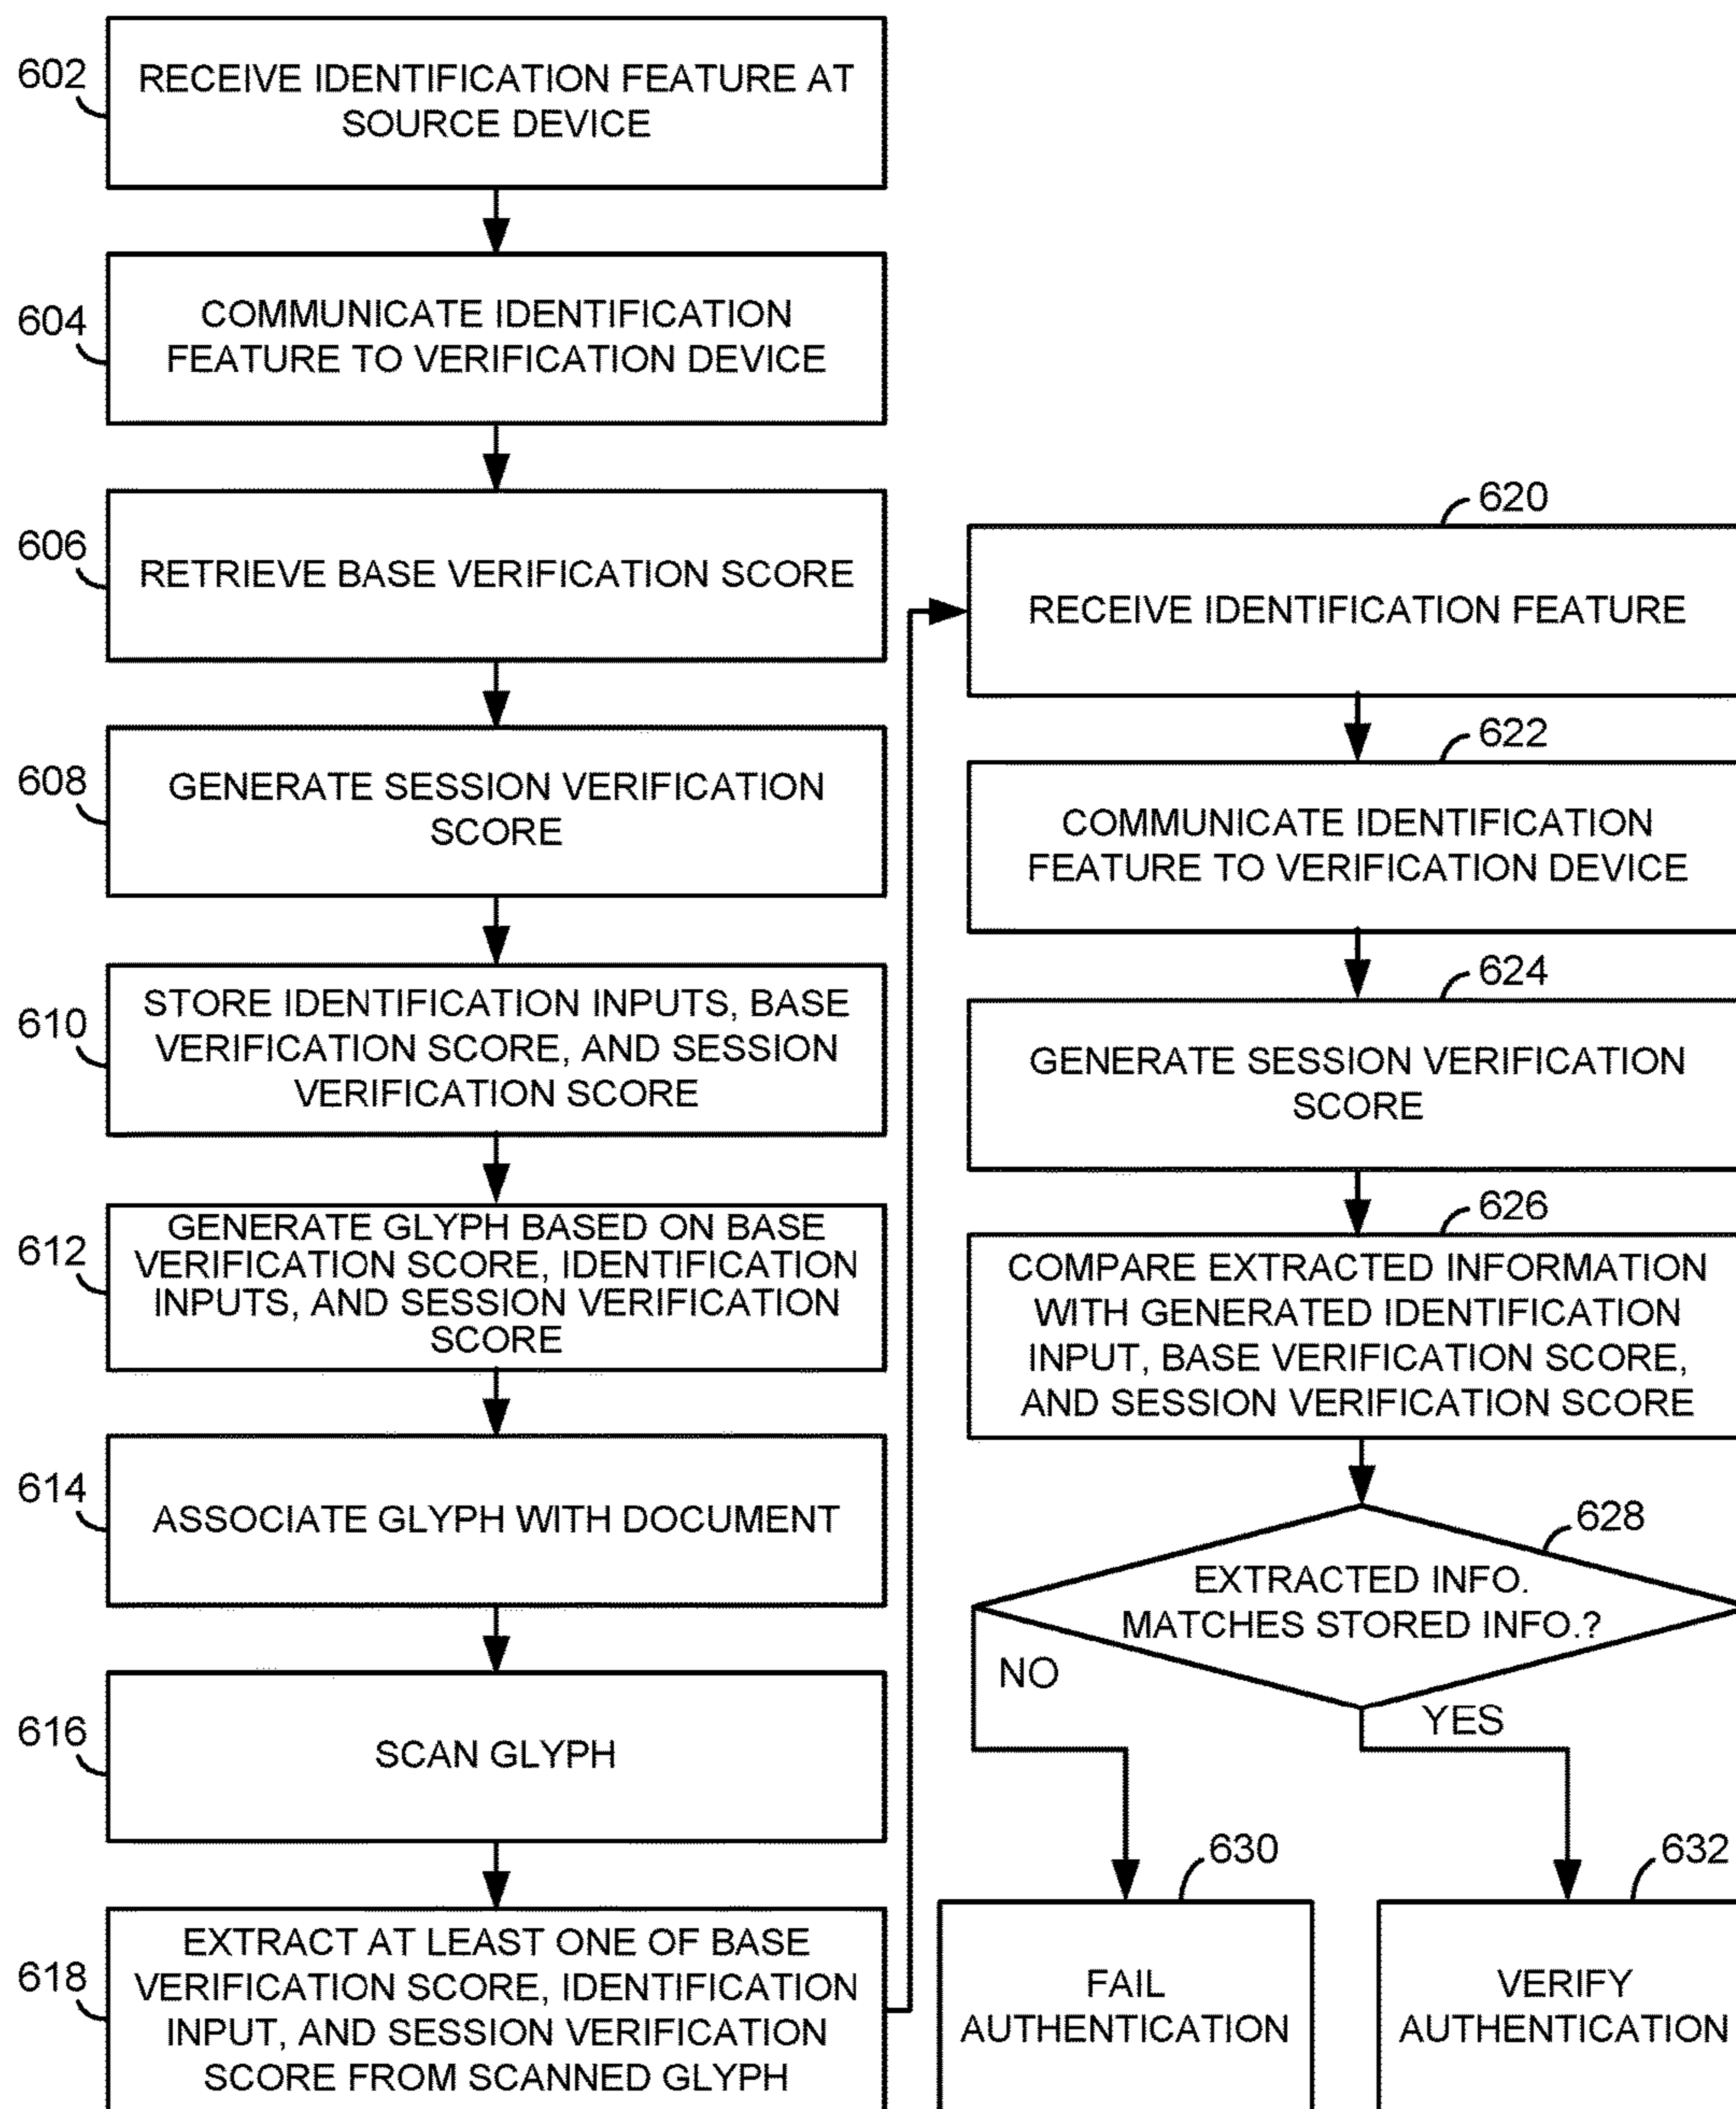 602
RECEIVE IDENTIFICATION FEATURE AT
SOURCE DEVICE
604
COMMUNICATE IDENTIFICATION
FEATURE TO VERIFICATION DEVICE
606
RETRIEVE BASE VERIFICATION SCORE
608
GENERATE SESSION VERIFICATION
SCORE
610
STORE IDENTIFICATION INPUTS, BASE
VERIFICATION SCORE, AND SESSION
VERIFICATION SCORE
612
GENERATE GLYPH BASED ON BASE
VERIFICATION SCORE, IDENTIFICATION
INPUTS, AND SESSION VERIFICATION
SCORE
614
ASSOCIATE GLYPH WITH DOCUMENT
616
SCAN GLYPH
618
EXTRACT AT LEAST ONE OF BASE
VERIFICATION SCORE, IDENTIFICATION
INPUT, AND SESSION VERIFICATION
SCORE FROM SCANNED GLYPH
620
RECEIVE IDENTIFICATION FEATURE
622
COMMUNICATE IDENTIFICATION
FEATURE TO VERIFICATION DEVICE
624
GENERATE SESSION VERIFICATION
SCORE
626
COMPARE EXTRACTED INFORMATION
WITH GENERATED IDENTIFICATION
INPUT, BASE VERIFICATION SCORE,
AND SESSION VERIFICATION SCORE
628
EXTRACTED INFO.
MATCHES STORED INFO.?
NO
YES
630
FAIL
AUTHENTICATION
632
VERIFY
AUTHENTICATION